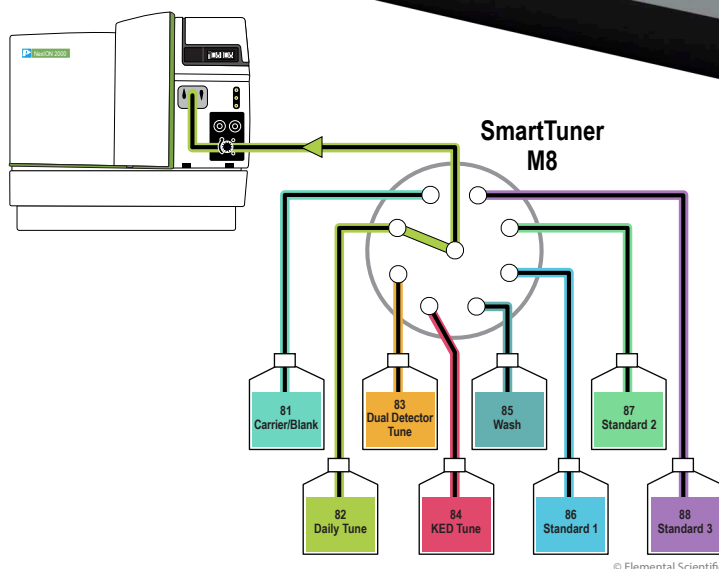 NexION 2000
SmartTuner
M8
81
Carrier/Blank
83
Dual Detector
Tune
85
Wash
87
Standard 2
82
Daily Tune
84
KED Tune
86
Standard 1
88
Standard 3
© Elemental Scientifi